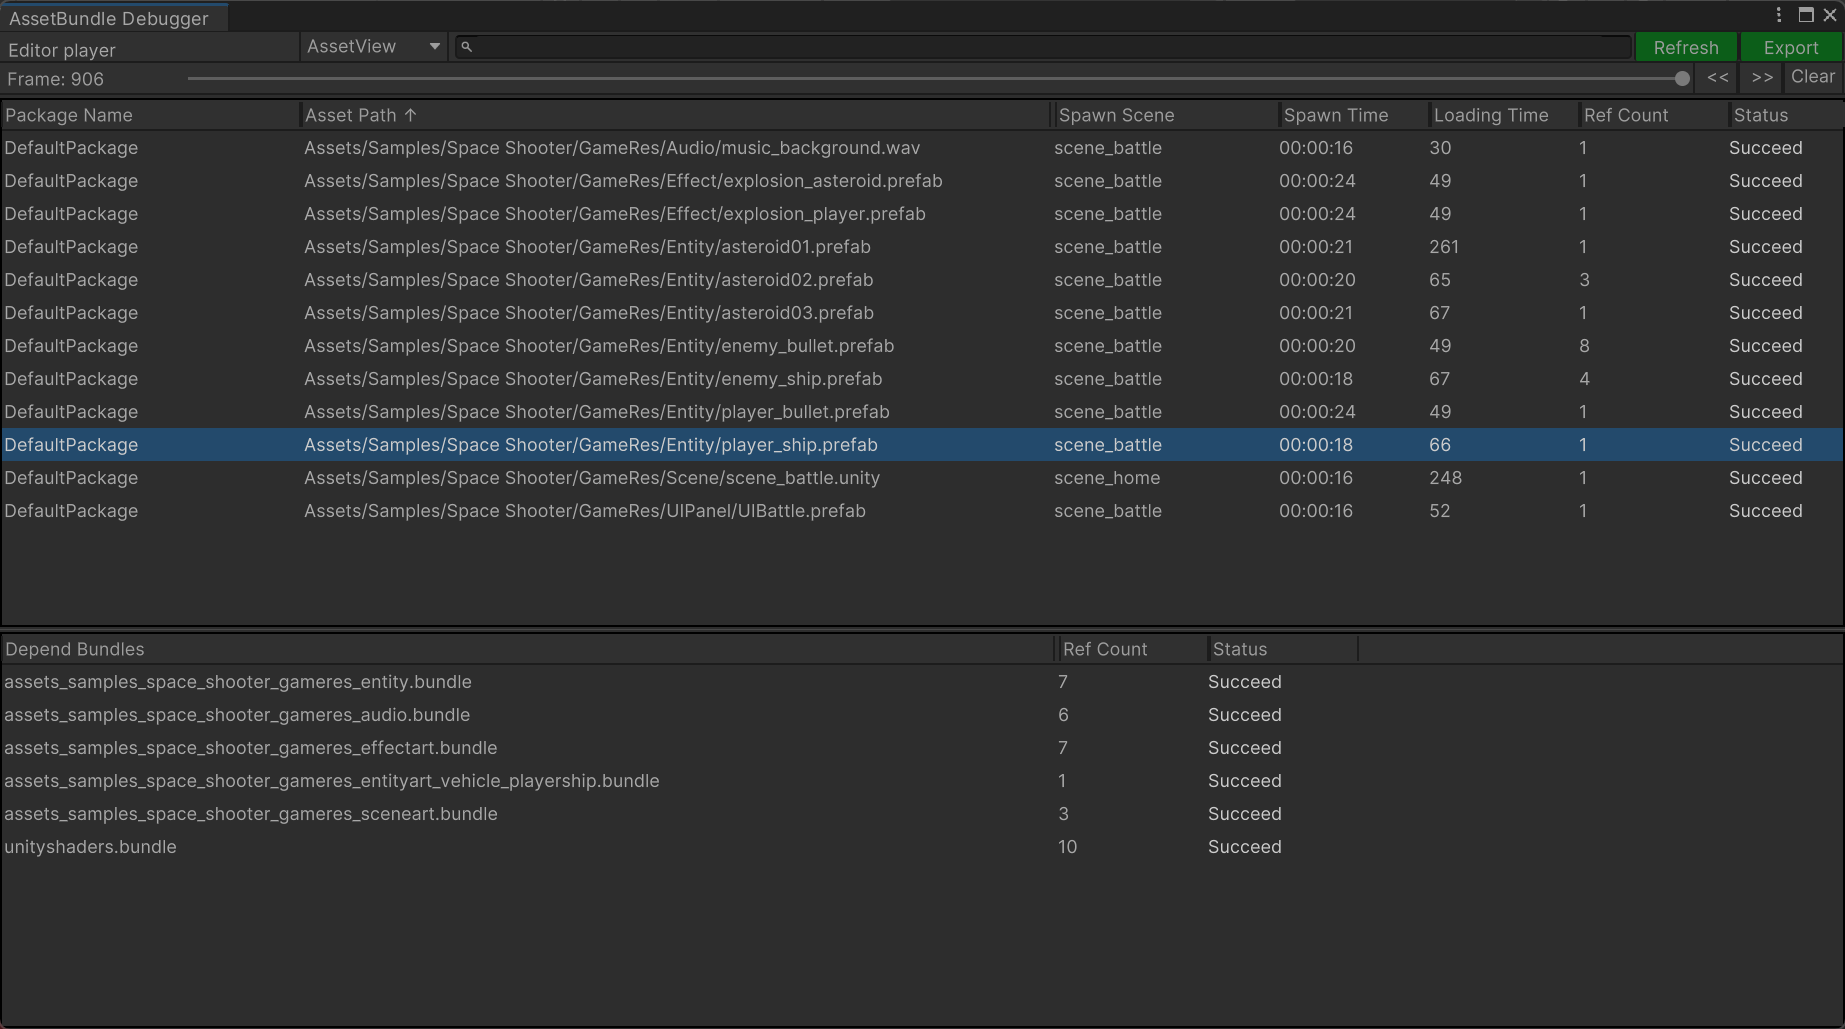 AssetBundle Debugger
Editor player AssetView Refresh Export
Frame: 906 << >> Clear
Package Name Asset Path ↑ Spawn Scene Spawn Time Loading Time Ref Count Status
DefaultPackage Assets/Samples/Space Shooter/GameRes/Audio/music_background.wav scene_battle 00:00:16 30 1 Succeed
DefaultPackage Assets/Samples/Space Shooter/GameRes/Effect/explosion_asteroid.prefab scene_battle 00:00:24 49 1 Succeed
DefaultPackage Assets/Samples/Space Shooter/GameRes/Effect/explosion_player.prefab scene_battle 00:00:24 49 1 Succeed
DefaultPackage Assets/Samples/Space Shooter/GameRes/Entity/asteroid01.prefab scene_battle 00:00:21 261 1 Succeed
DefaultPackage Assets/Samples/Space Shooter/GameRes/Entity/asteroid02.prefab scene_battle 00:00:20 65 3 Succeed
DefaultPackage Assets/Samples/Space Shooter/GameRes/Entity/asteroid03.prefab scene_battle 00:00:21 67 1 Succeed
DefaultPackage Assets/Samples/Space Shooter/GameRes/Entity/enemy_bullet.prefab scene_battle 00:00:20 49 8 Succeed
DefaultPackage Assets/Samples/Space Shooter/GameRes/Entity/enemy_ship.prefab scene_battle 00:00:18 67 4 Succeed
DefaultPackage Assets/Samples/Space Shooter/GameRes/Entity/player_bullet.prefab scene_battle 00:00:24 49 1 Succeed
DefaultPackage Assets/Samples/Space Shooter/GameRes/Entity/player_ship.prefab scene_battle 00:00:18 66 1 Succeed
DefaultPackage Assets/Samples/Space Shooter/GameRes/Scene/scene_battle.unity scene_home 00:00:16 248 1 Succeed
DefaultPackage Assets/Samples/Space Shooter/GameRes/UIPanel/UIBattle.prefab scene_battle 00:00:16 52 1 Succeed
Depend Bundles Ref Count Status
assets_samples_space_shooter_gameres_entity.bundle 7 Succeed
assets_samples_space_shooter_gameres_audio.bundle 6 Succeed
assets_samples_space_shooter_gameres_effectart.bundle 7 Succeed
assets_samples_space_shooter_gameres_entityart_vehicle_playership.bundle 1 Succeed
assets_samples_space_shooter_gameres_sceneart.bundle 3 Succeed
unityshaders.bundle 10 Succeed